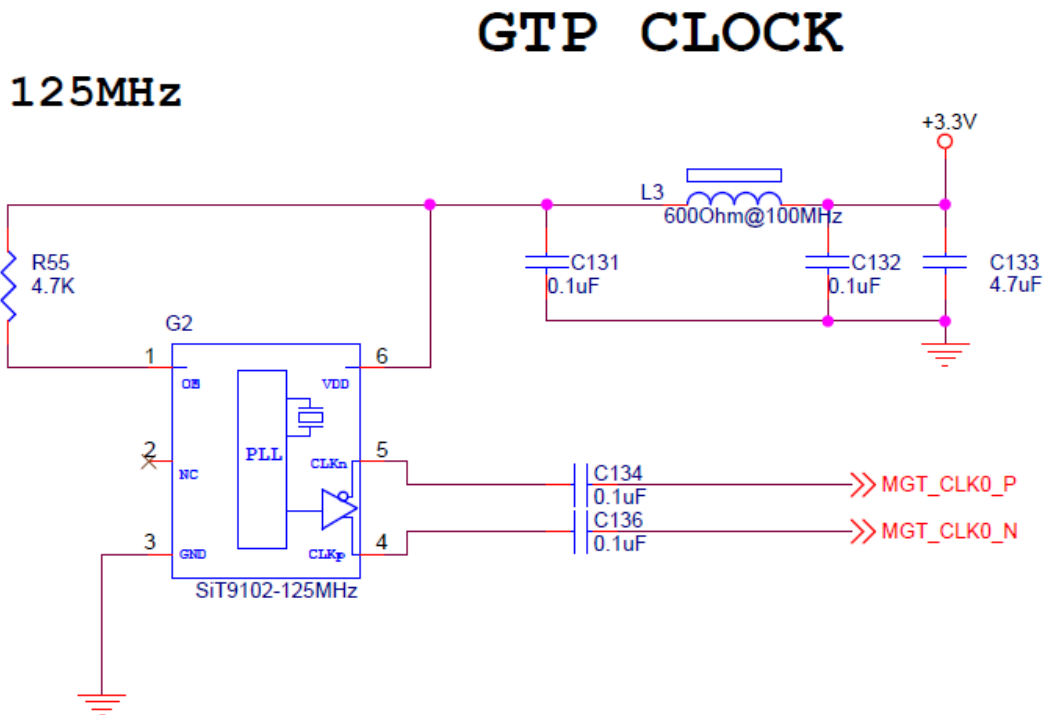 GTP CLOCK
125MHz
+3.3V
L3
600Ohm@100MHz
R55
4.7K
C131
0.1uF
C132
0.1uF
C133
4.7uF
G2
1
OE
6
VDD
2
NC
PLL
5
CLKn
3
GND
4
CLKp
SiT9102-125MHz
C134
0.1uF
MGT_CLK0_P
C136
0.1uF
MGT_CLK0_N